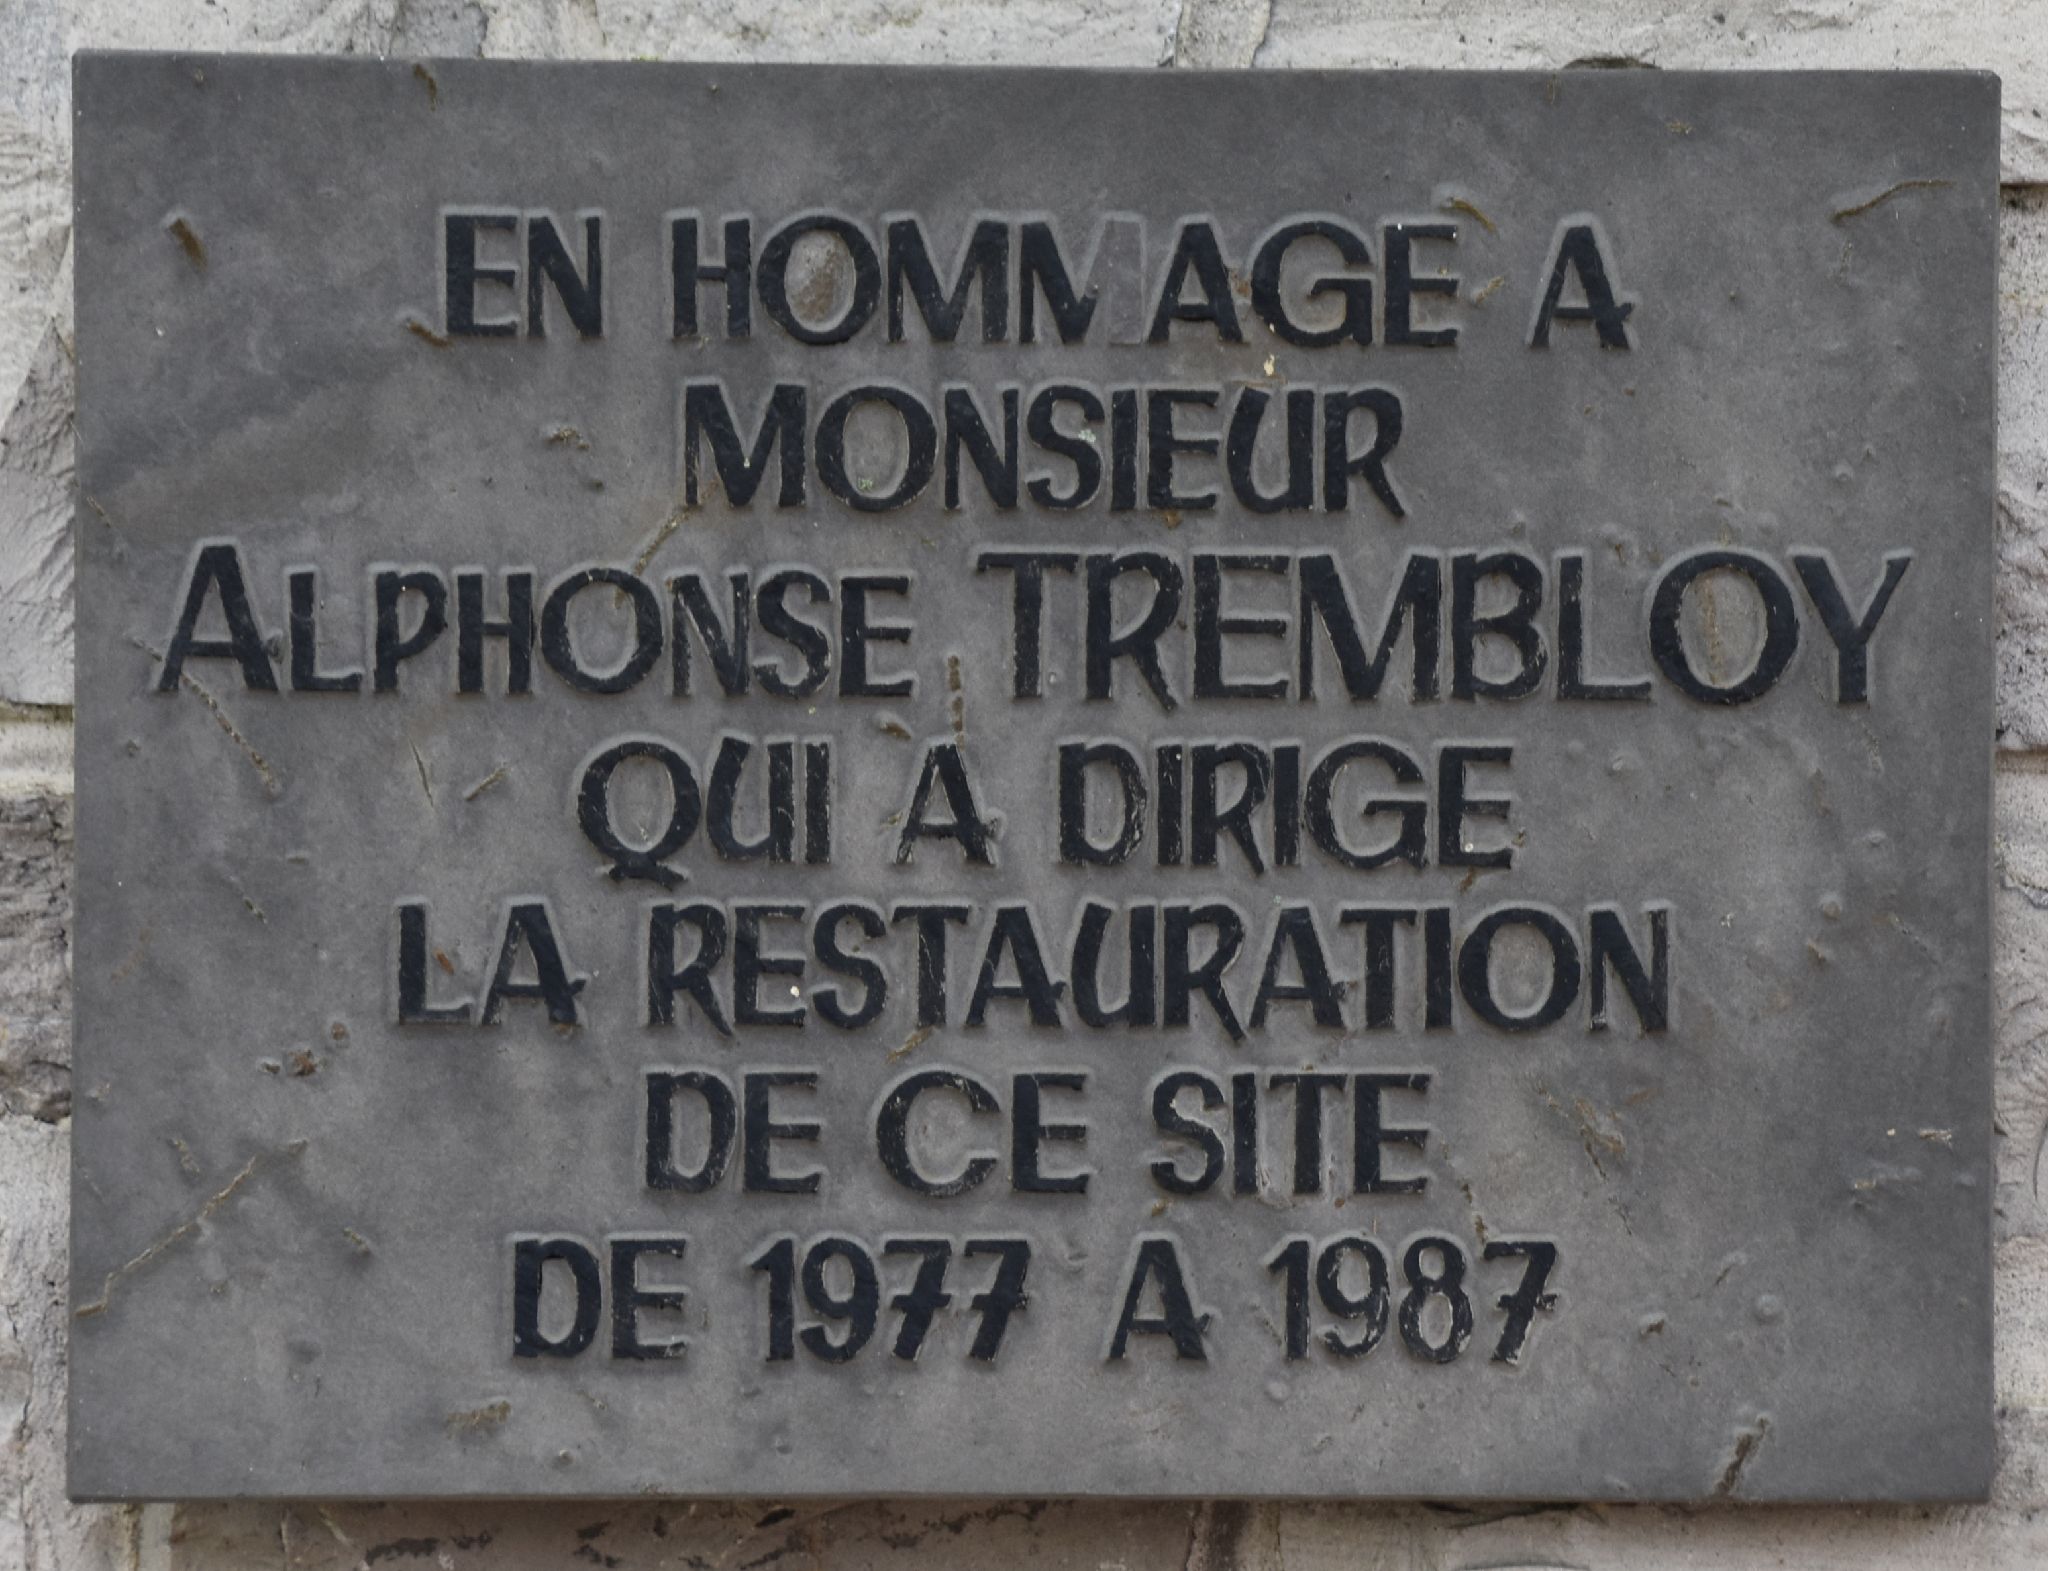 EN HOMMAGE A
MONSIEUR
ALPHONSE TREMBLOY
QUI A DIRIGE
LA RESTAURATION
DE CE SITE
DE 1977 A 1987